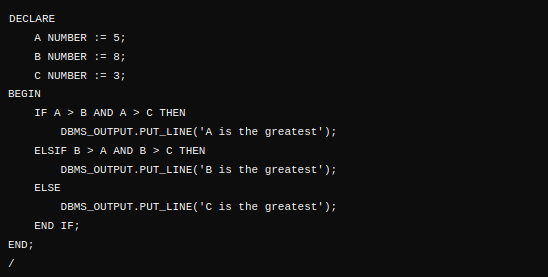 DECLARE
    A NUMBER := 5;
    B NUMBER := 8;
    C NUMBER := 3;
BEGIN
    IF A > B AND A > C THEN
        DBMS_OUTPUT.PUT_LINE('A is the greatest');
    ELSIF B > A AND B > C THEN
        DBMS_OUTPUT.PUT_LINE('B is the greatest');
    ELSE
        DBMS_OUTPUT.PUT_LINE('C is the greatest');
    END IF;
END;
/